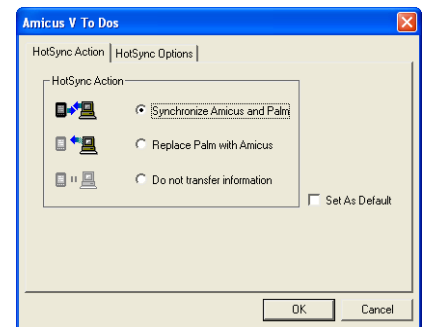 Amicus V To Dos
HotSync Action HotSync Options
HotSync Action
Synchronize Amicus and Palm
Replace Palm with Amicus
Do not transfer information
Set As Default
OK Cancel